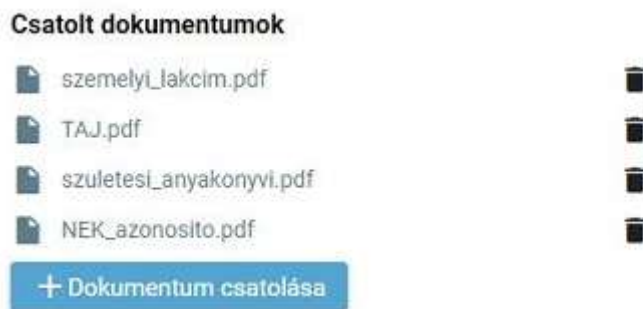 Csatolt dokumentumok
szemelyi_lakcim.pdf
TAJ.pdf
szuletesi_anyakonyvi.pdf
NEK_azonosito.pdf
+ Dokumentum csatolása